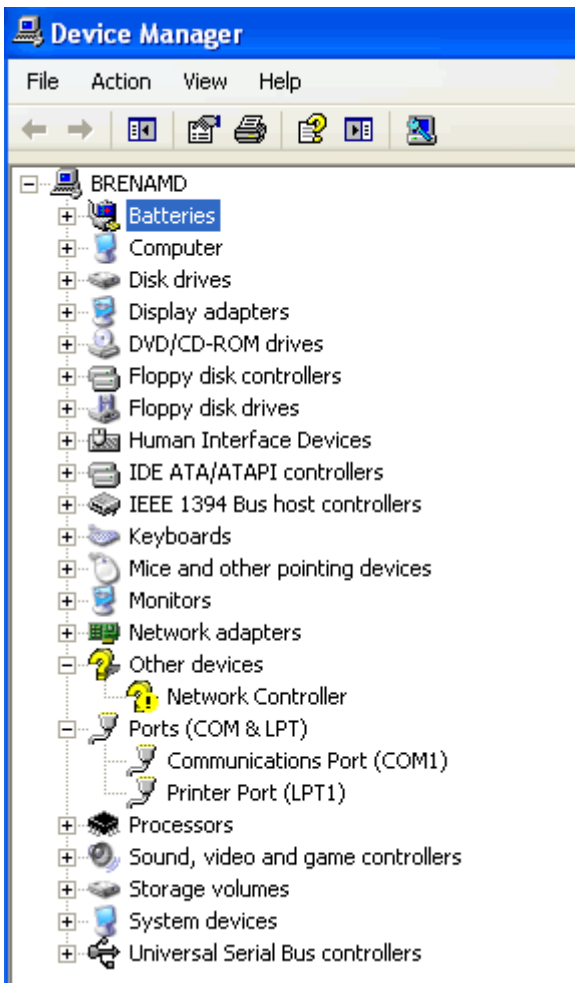 Device Manager
File Action View Help
BRENAMD
Batteries
Computer
Disk drives
Display adapters
DVD/CD-ROM drives
Floppy disk controllers
Floppy disk drives
Human Interface Devices
IDE ATA/ATAPI controllers
IEEE 1394 Bus host controllers
Keyboards
Mice and other pointing devices
Monitors
Network adapters
Other devices
Network Controller
Ports (COM & LPT)
Communications Port (COM1)
Printer Port (LPT1)
Processors
Sound, video and game controllers
Storage volumes
System devices
Universal Serial Bus controllers